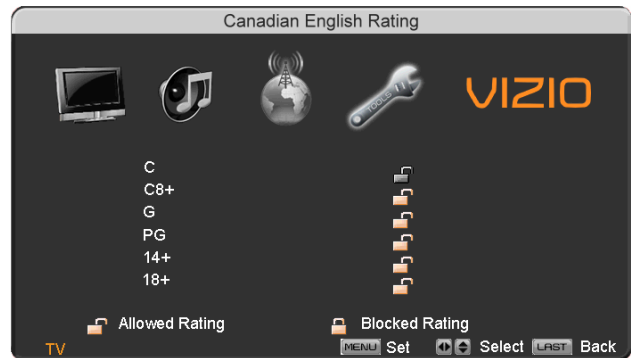 Canadian English Rating
TOOLS
VIZIO
C
C8+
G
PG
14+
18+
Allowed Rating Blocked Rating
TV MENU Set Select LAST Back